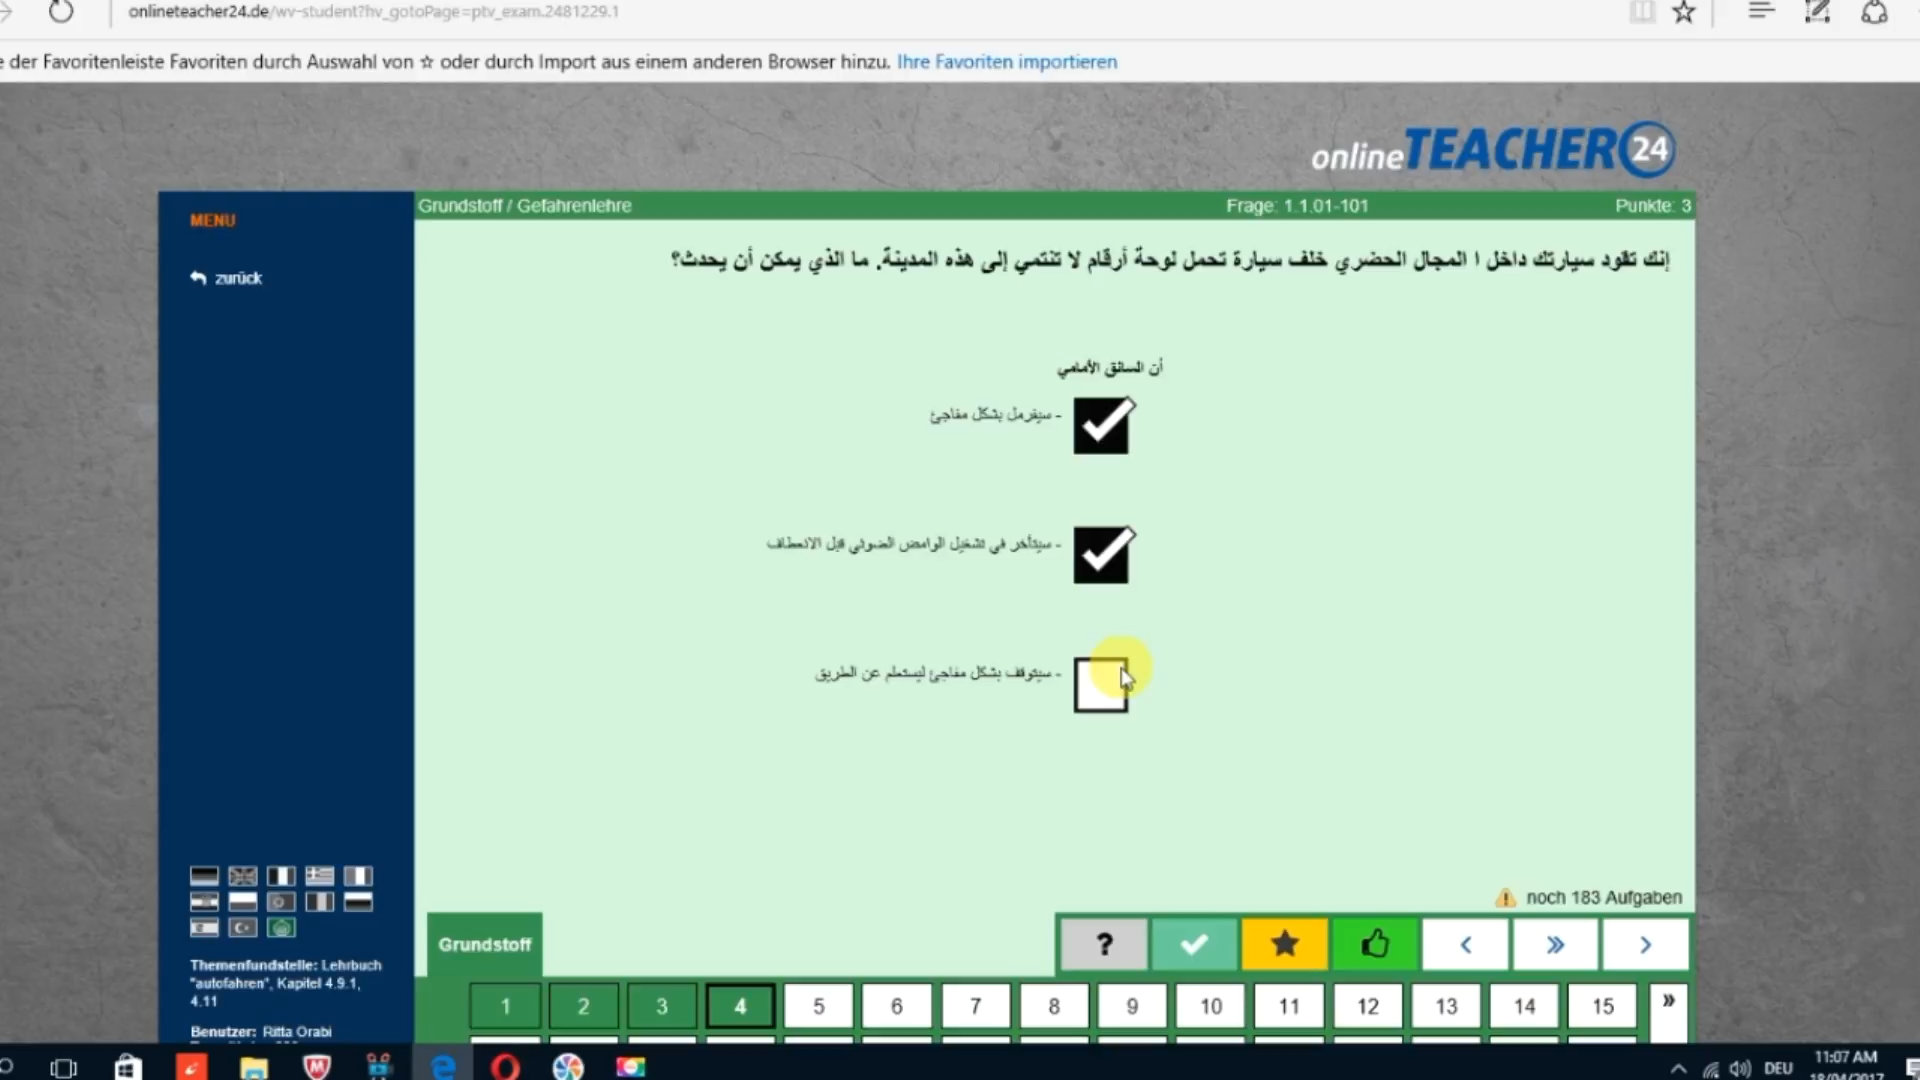 onlineteacher24.de/wv-student?hv_gotoPage=ptv_exam.2481229.1
e der Favoritenleiste Favoriten durch Auswahl von ☆ oder durch Import aus einem anderen Browser hinzu. Ihre Favoriten importieren
onlineTEACHER24
MENU
Grundstoff / Gefahrenlehre
Frage: 1.1.01-101
Punkte: 3
zurück
إنك تقود سيارتك داخل ا المجال الحضري خلف سيارة تحمل لوحة أرقام لا تنتمي إلى هذه المدينة. ما الذي يمكن أن يحدث؟
أن السائق الأمامي
- سيفرمل بشكل مفاجئ
- سيتأخر في تشغيل الوامض الضوئي قبل الانعطاف
- سيتوقف بشكل مفاجئ ليستعلم عن الطريق
noch 183 Aufgaben
Grundstoff
?
Themenfundstelle: Lehrbuch
"autofahren", Kapitel 4.9.1,
4.11
Benutzer: Ritta Orabi
1 2 3 4 5 6 7 8 9 10 11 12 13 14 15 »
DEU
11:07 AM
18/04/2017